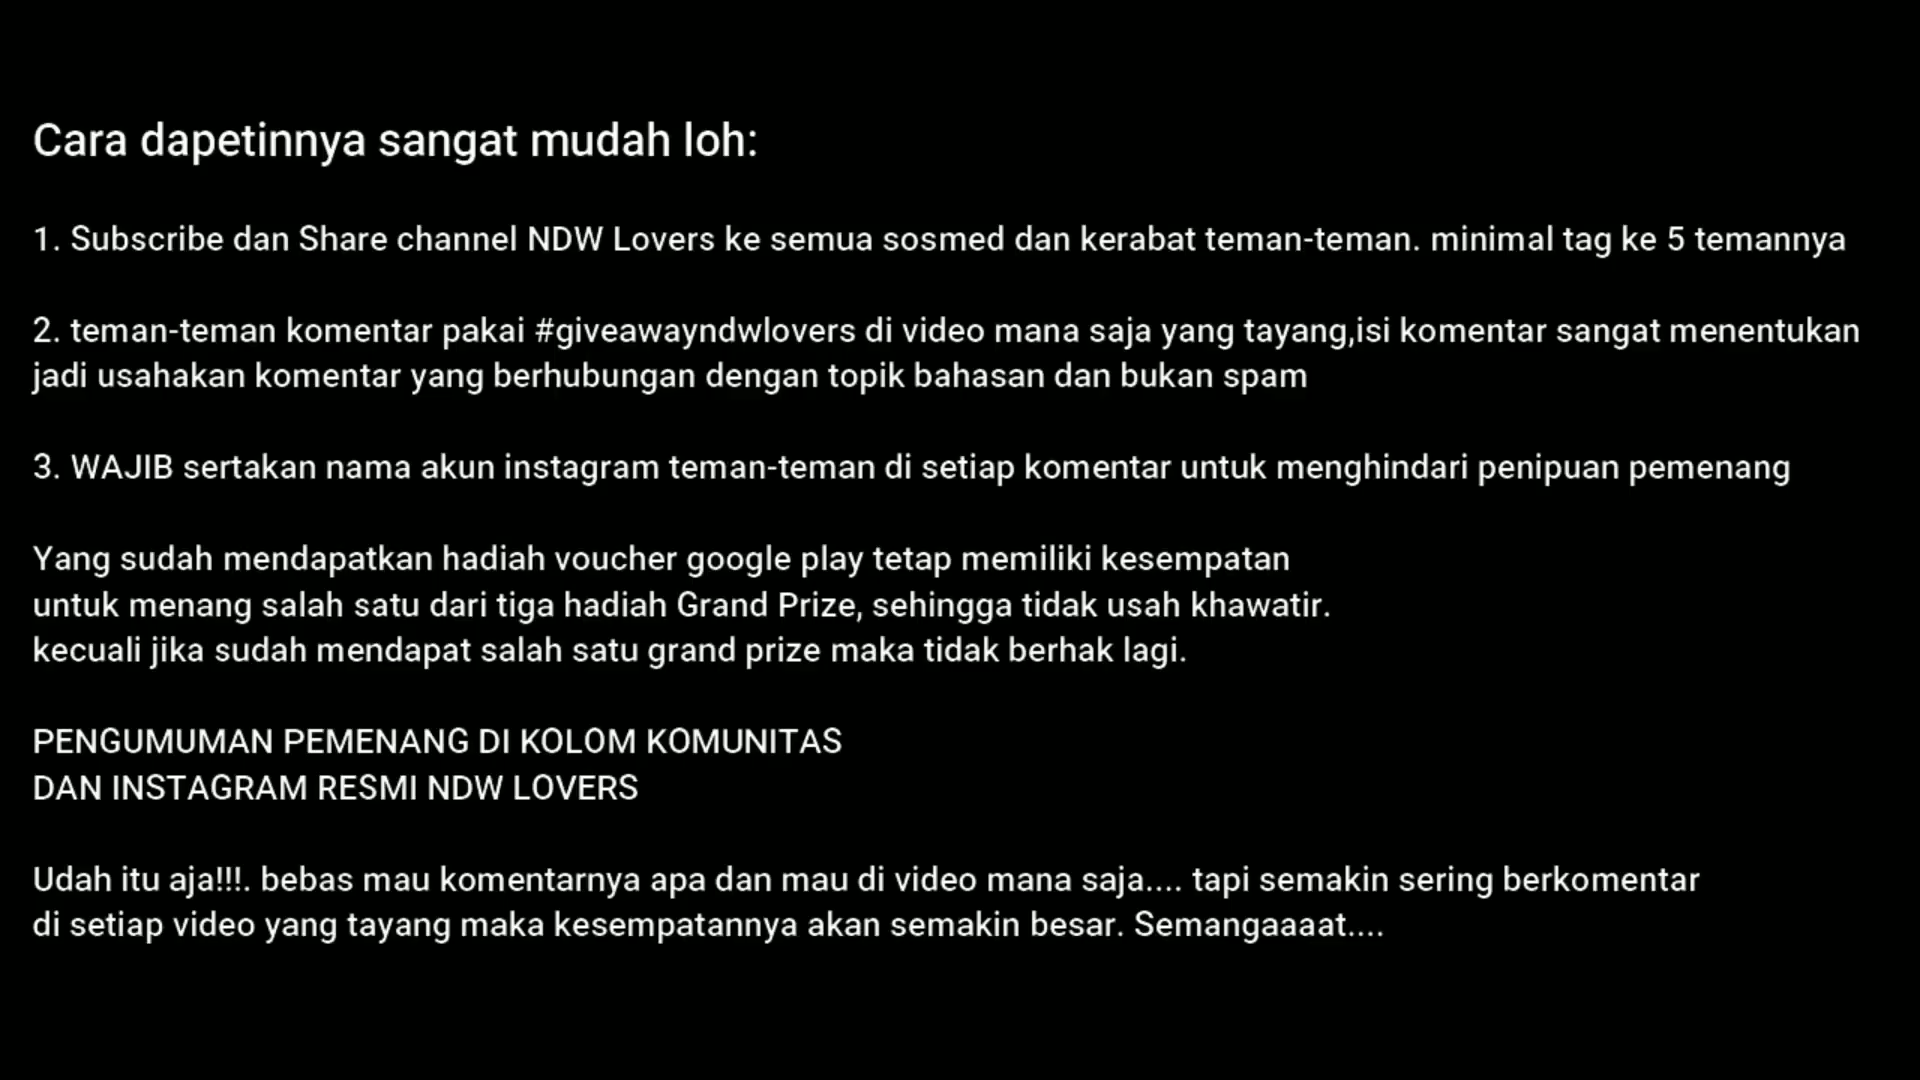 Cara dapetinnya sangat mudah loh:
1. Subscribe dan Share channel NDW Lovers ke semua sosmed dan kerabat teman-teman. minimal tag ke 5 temannya
2. teman-teman komentar pakai #giveawayndwlovers di video mana saja yang tayang,isi komentar sangat menentukan
jadi usahakan komentar yang berhubungan dengan topik bahasan dan bukan spam
3. WAJIB sertakan nama akun instagram teman-teman di setiap komentar untuk menghindari penipuan pemenang
Yang sudah mendapatkan hadiah voucher google play tetap memiliki kesempatan
untuk menang salah satu dari tiga hadiah Grand Prize, sehingga tidak usah khawatir.
kecuali jika sudah mendapat salah satu grand prize maka tidak berhak lagi.
PENGUMUMAN PEMENANG DI KOLOM KOMUNITAS
DAN INSTAGRAM RESMI NDW LOVERS
Udah itu aja!!!. bebas mau komentarnya apa dan mau di video mana saja.... tapi semakin sering berkomentar
di setiap video yang tayang maka kesempatannya akan semakin besar. Semangaaaat....